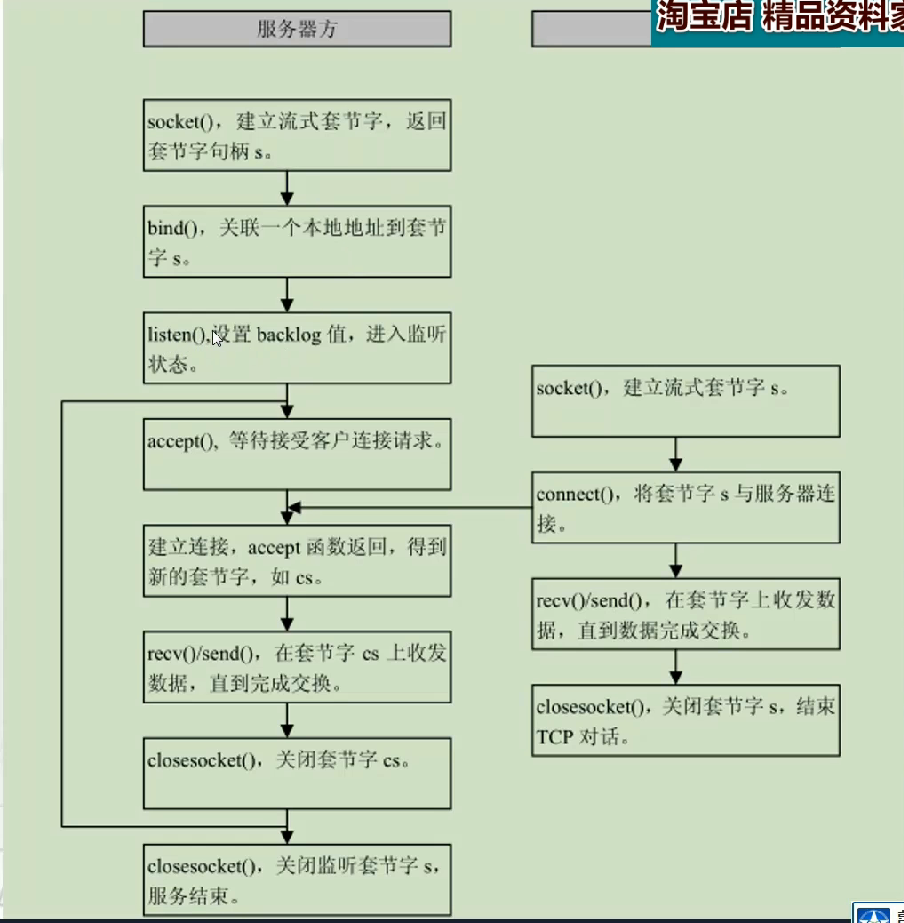 服务器方
淘宝店 精品资料家
socket()，建立流式套节字，返回
套节字句柄 s。
bind()，关联一个本地地址到套节
字 s。
listen(),设置 backlog 值，进入监听
状态。
accept(), 等待接受客户连接请求。
建立连接，accept 函数返回，得到
新的套节字，如 cs。
recv()/send()，在套节字 cs 上收发
数据，直到完成交换。
closesocket()，关闭套节字 cs。
closesocket()，关闭监听套节字 s，
服务结束。
socket()，建立流式套节字 s。
connect()，将套节字 s 与服务器连
接。
recv()/send()，在套节字上收发数
据，直到数据完成交换。
closesocket()，关闭套节字 s，结束
TCP 对话。